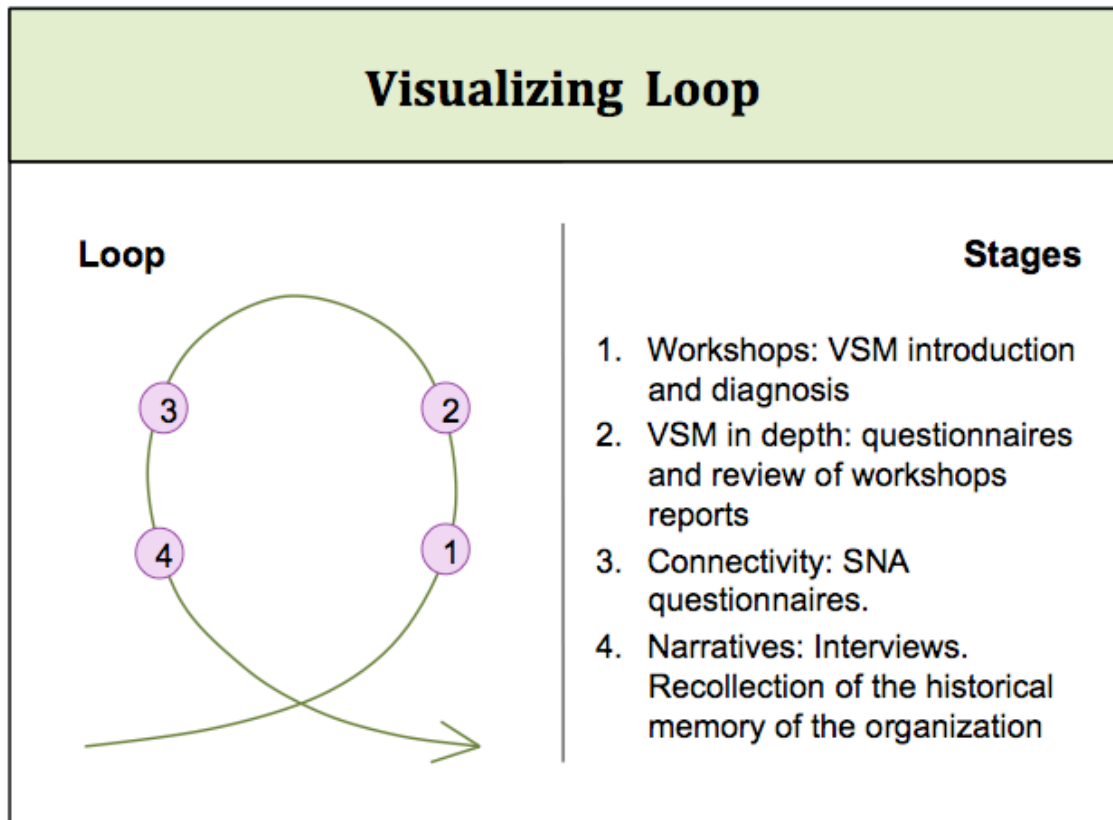 Visualizing Loop
Loop
3
2
4
1
Stages
1. Workshops: VSM introduction
and diagnosis
2. VSM in depth: questionnaires
and review of workshops
reports
3. Connectivity: SNA
questionnaires.
4. Narratives: Interviews.
Recollection of the historical
memory of the organization